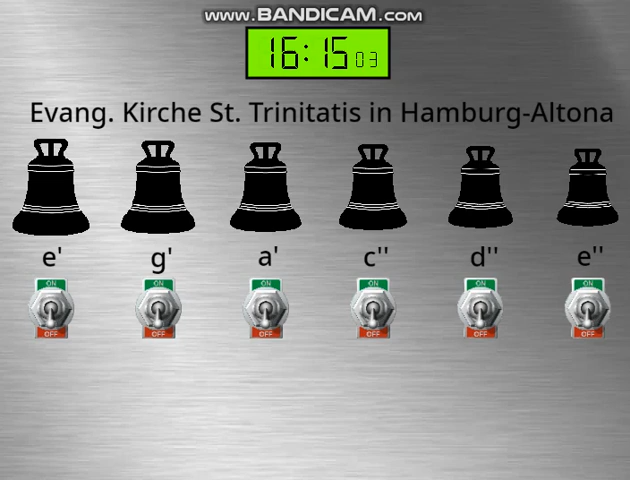 www.BANDICAM.com
16:15 03
Evang. Kirche St. Trinitatis in Hamburg-Altona
e' g' a' c'' d'' e''
ON ON ON ON ON ON
OFF OFF OFF OFF OFF OFF